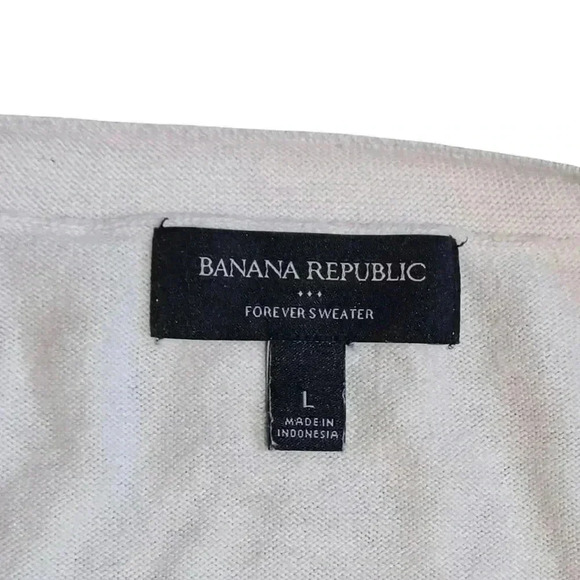 BANANA REPUBLIC
FOREVER SWEATER
L
MADE IN
INDONESIA